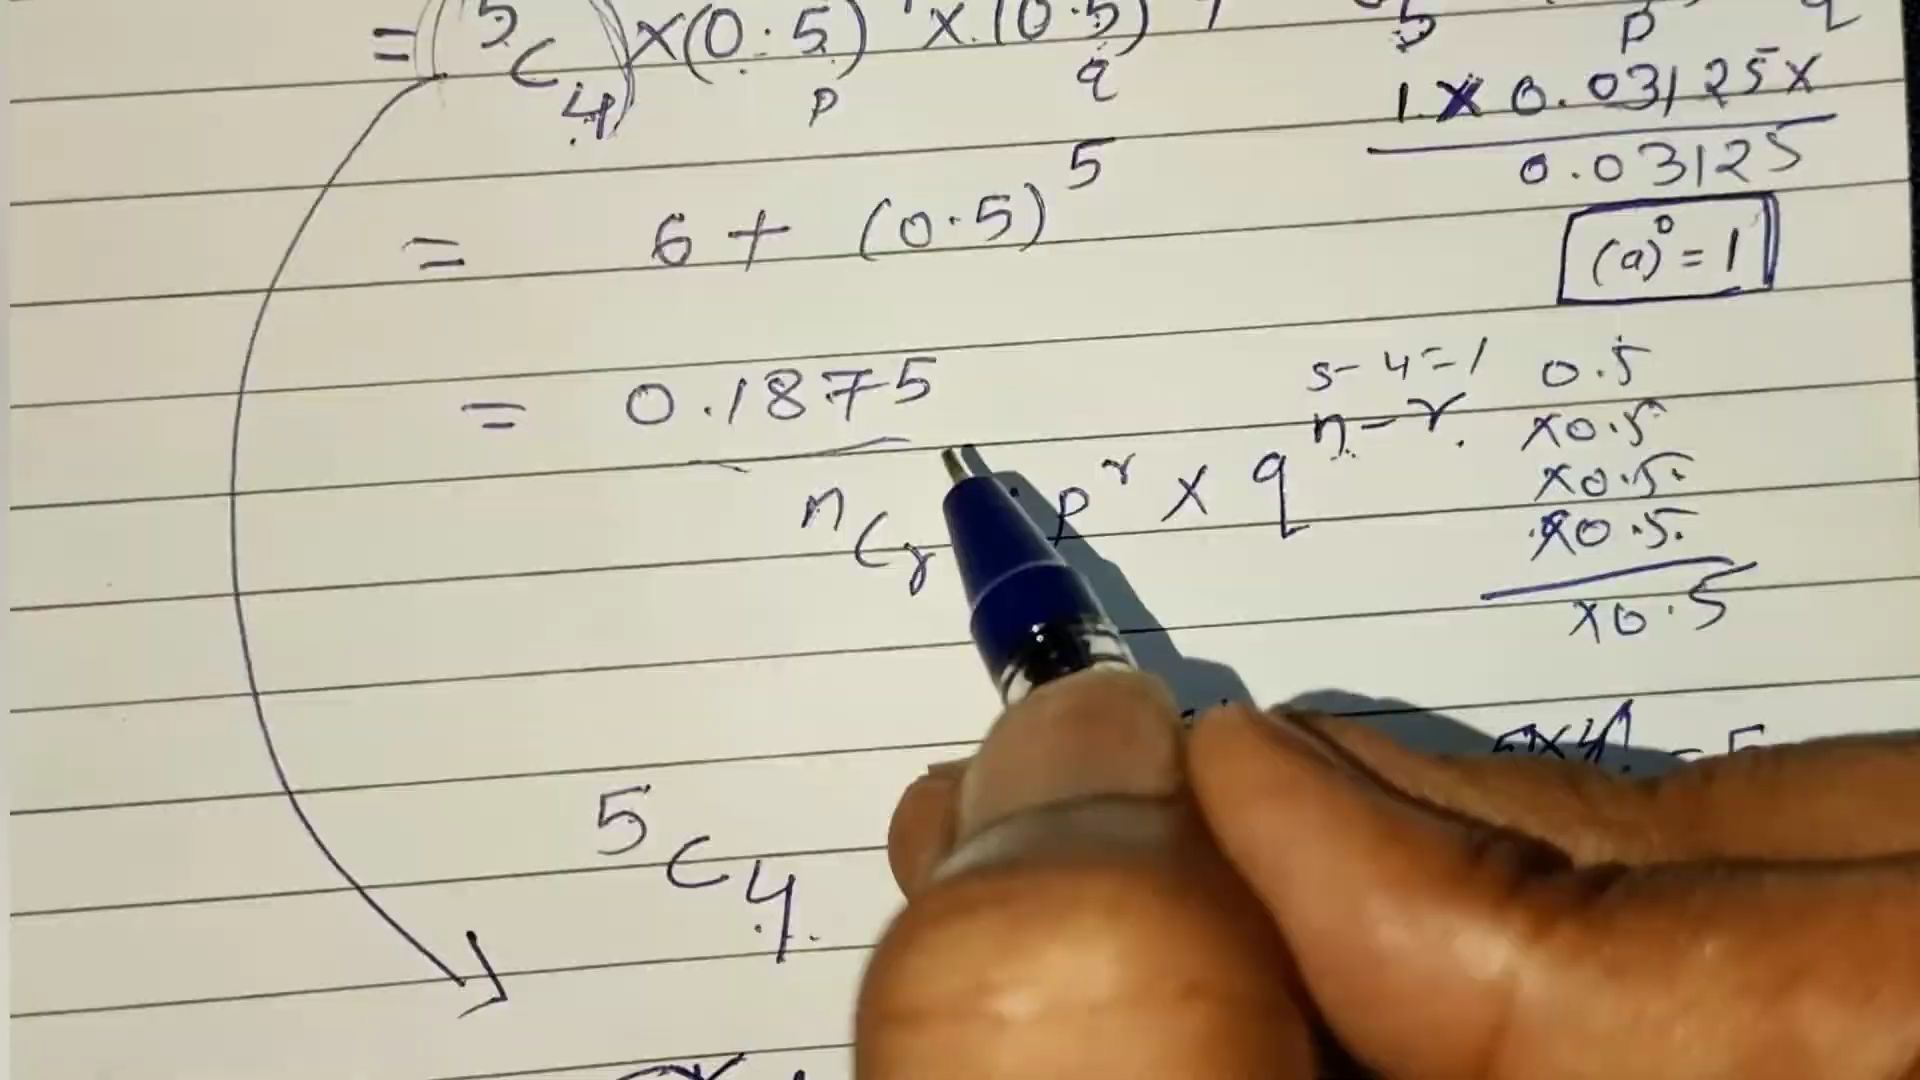 = (⁵C₄) × (0.5) × (0.5)
p q
p q
1 × 0.03125 ×
0.03125
= 6 + (0.5)⁵
(a)⁰ = 1
= 0.1875
5-4=1
n-r
0.5
×0.5
×0.5
×0.5
×0.5
ⁿCᵣ pʳ × q
⁵C₄